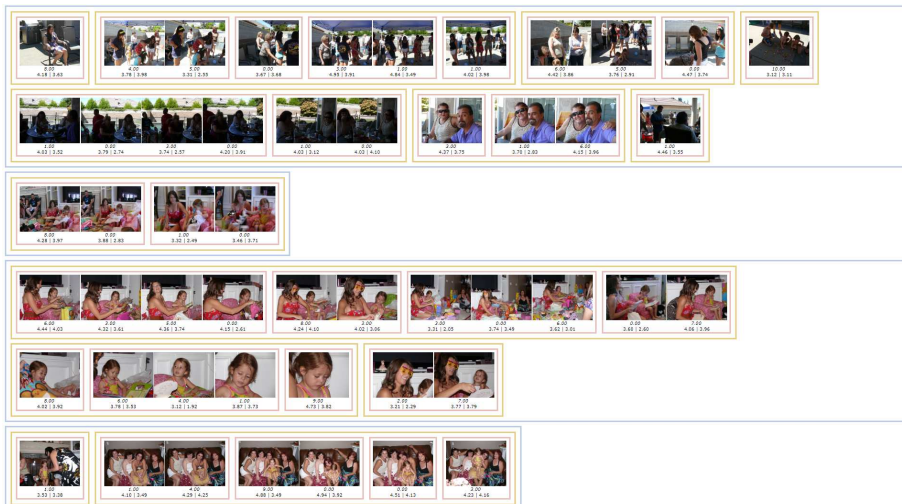 8.00 4.00 5.00 0.00 3.00 1.00 1.00 6.00 5.00 0.00 10.00
4.18 | 3.63 3.79 | 3.98 3.31 | 2.53 3.67 | 3.68 4.95 | 3.91 4.84 | 3.49 4.02 | 3.98 4.42 | 3.86 3.76 | 2.91 4.47 | 3.74 3.12 | 3.11
1.00 0.00 2.00 0.00 1.00 0.00 2.00 1.00 6.00 1.00
4.03 | 3.52 3.79 | 2.74 3.74 | 2.57 4.20 | 3.91 4.03 | 3.12 4.03 | 4.10 4.37 | 3.75 3.70 | 2.83 4.15 | 3.96 4.46 | 3.55
8.00 0.00 1.00 0.00
4.28 | 3.97 3.88 | 2.83 3.32 | 2.49 3.46 | 3.71
6.00 2.00 5.00 0.00 8.00 2.00 2.00 0.00 6.00 0.00 7.00
4.44 | 4.03 4.32 | 3.61 4.36 | 3.74 4.15 | 2.61 4.24 | 4.10 4.02 | 3.06 3.31 | 2.05 3.74 | 3.49 3.62 | 3.01 3.60 | 2.60 4.06 | 3.96
8.00 6.00 4.00 1.00 9.00 2.00 7.00
4.02 | 3.92 3.78 | 3.53 3.12 | 1.92 3.87 | 3.73 4.73 | 3.82 3.21 | 2.29 3.77 | 3.79
1.00 1.00 4.00 9.00 0.00 0.00 3.00
3.53 | 3.38 4.10 | 3.49 4.29 | 4.25 4.88 | 3.49 4.94 | 3.92 4.51 | 4.13 4.23 | 4.16